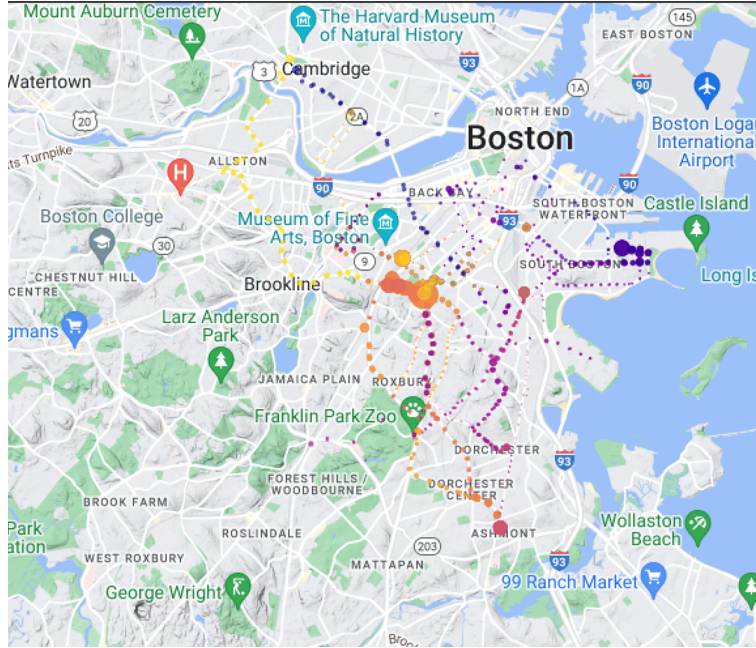 Mount Auburn Cemetery
The Harvard Museum
of Natural History
145
EAST BOSTON
93
Watertown
3
Cambridge
1A
90
20
2A
NORTH END
Boston
Boston Loga
International
Airport
ts Turnpike
ALLSTON
H
90
BACK BAY
90
Boston College
Museum of Fine
Arts, Boston
93
SOUTH BOSTON
WATERFRONT
Castle Island
30
9
SOUTH BOSTON
CHESTNUT HILL
CENTRE
Brookline
Long Is
gmans
Larz Anderson
Park
JAMAICA PLAIN
ROXBURY
Franklin Park Zoo
DORCHESTER
93
FOREST HILLS /
WOODBOURNE
DORCHESTER
CENTER
BROOK FARM
Park
ation
ROSLINDALE
ASHMONT
Wollaston
Beach
203
WEST ROXBURY
MATTAPAN
93
George Wright
99 Ranch Market
Brook